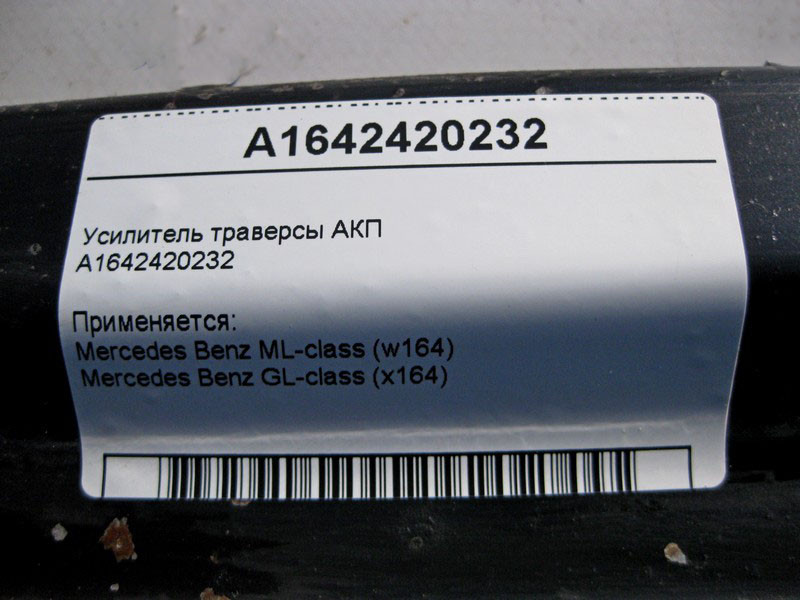 A1642420232
Усилитель траверсы АКП
A1642420232
Применяется:
Mercedes Benz ML-class (w164)
Mercedes Benz GL-class (x164)